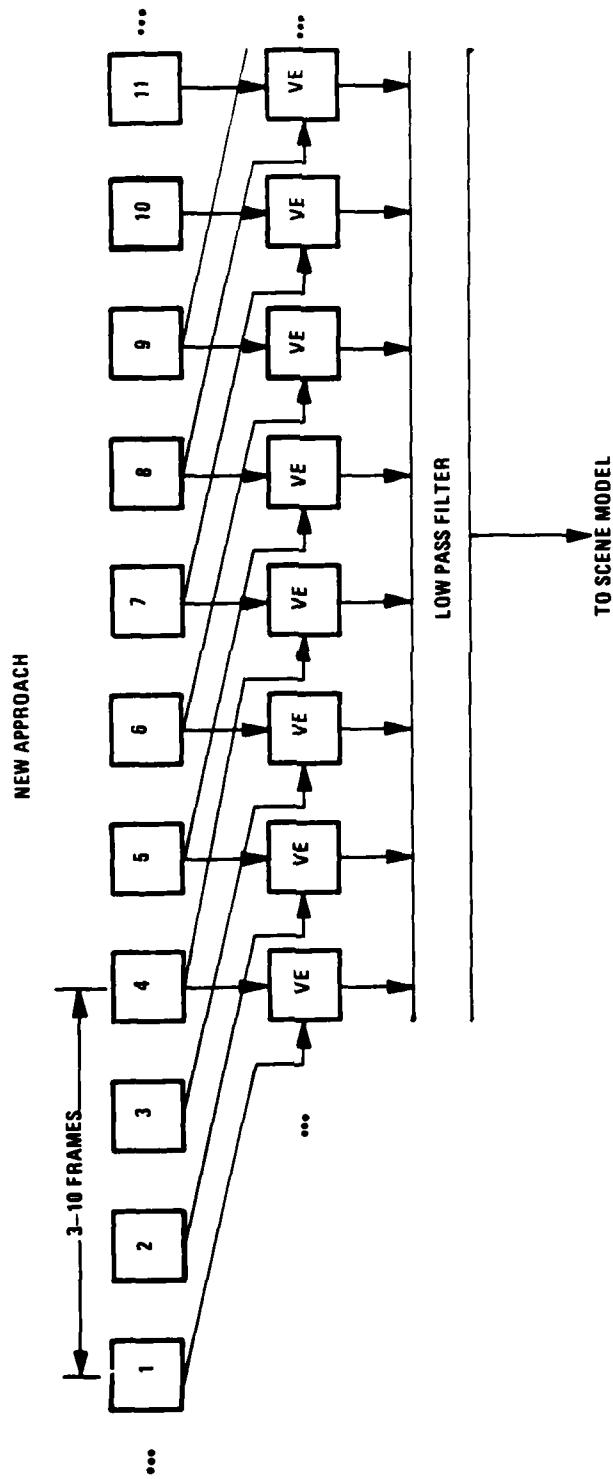 NEW APPROACH
3–10 FRAMES
... 1 2 3 4 5 6 7 8 9 10 11 ...
... VE VE VE VE VE VE VE VE ...
LOW PASS FILTER
TO SCENE MODEL